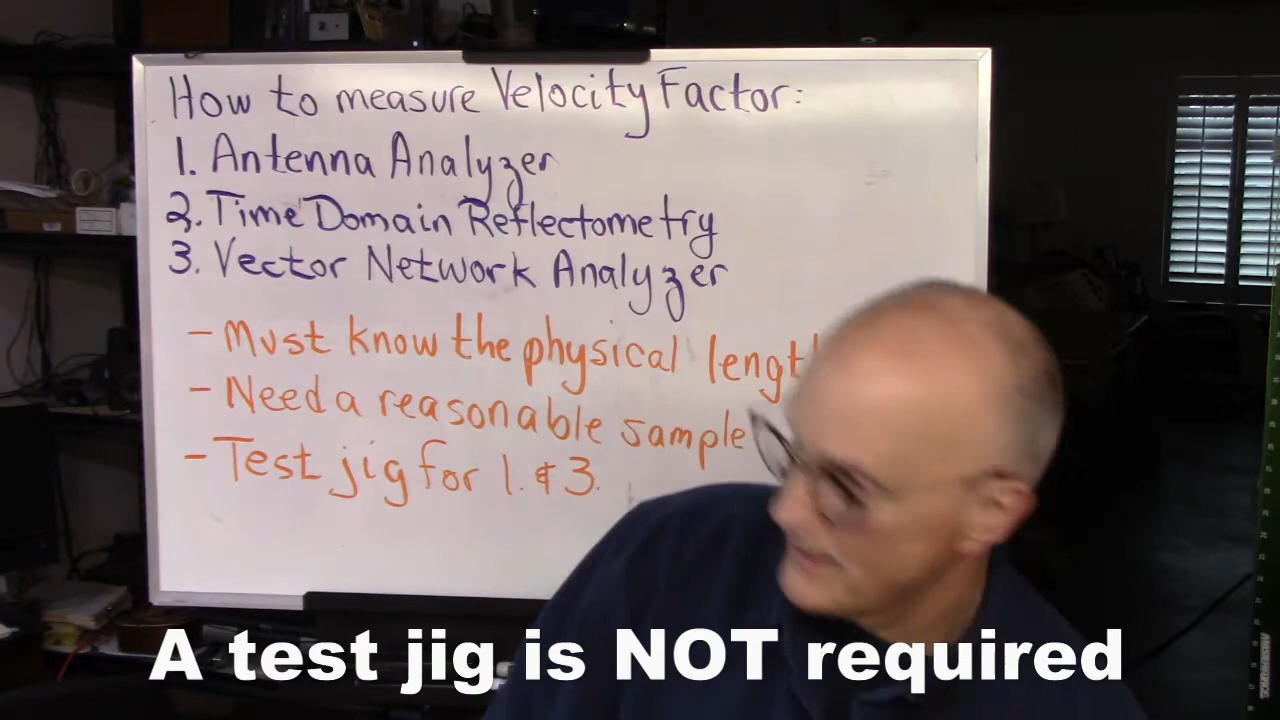 How to measure Velocity Factor:
1. Antenna Analyzer
2. Time Domain Reflectometry
3. Vector Network Analyzer
- Must know the physical lengt
- Need a reasonable sample
- Test jig for 1. & 3.
A test jig is NOT required